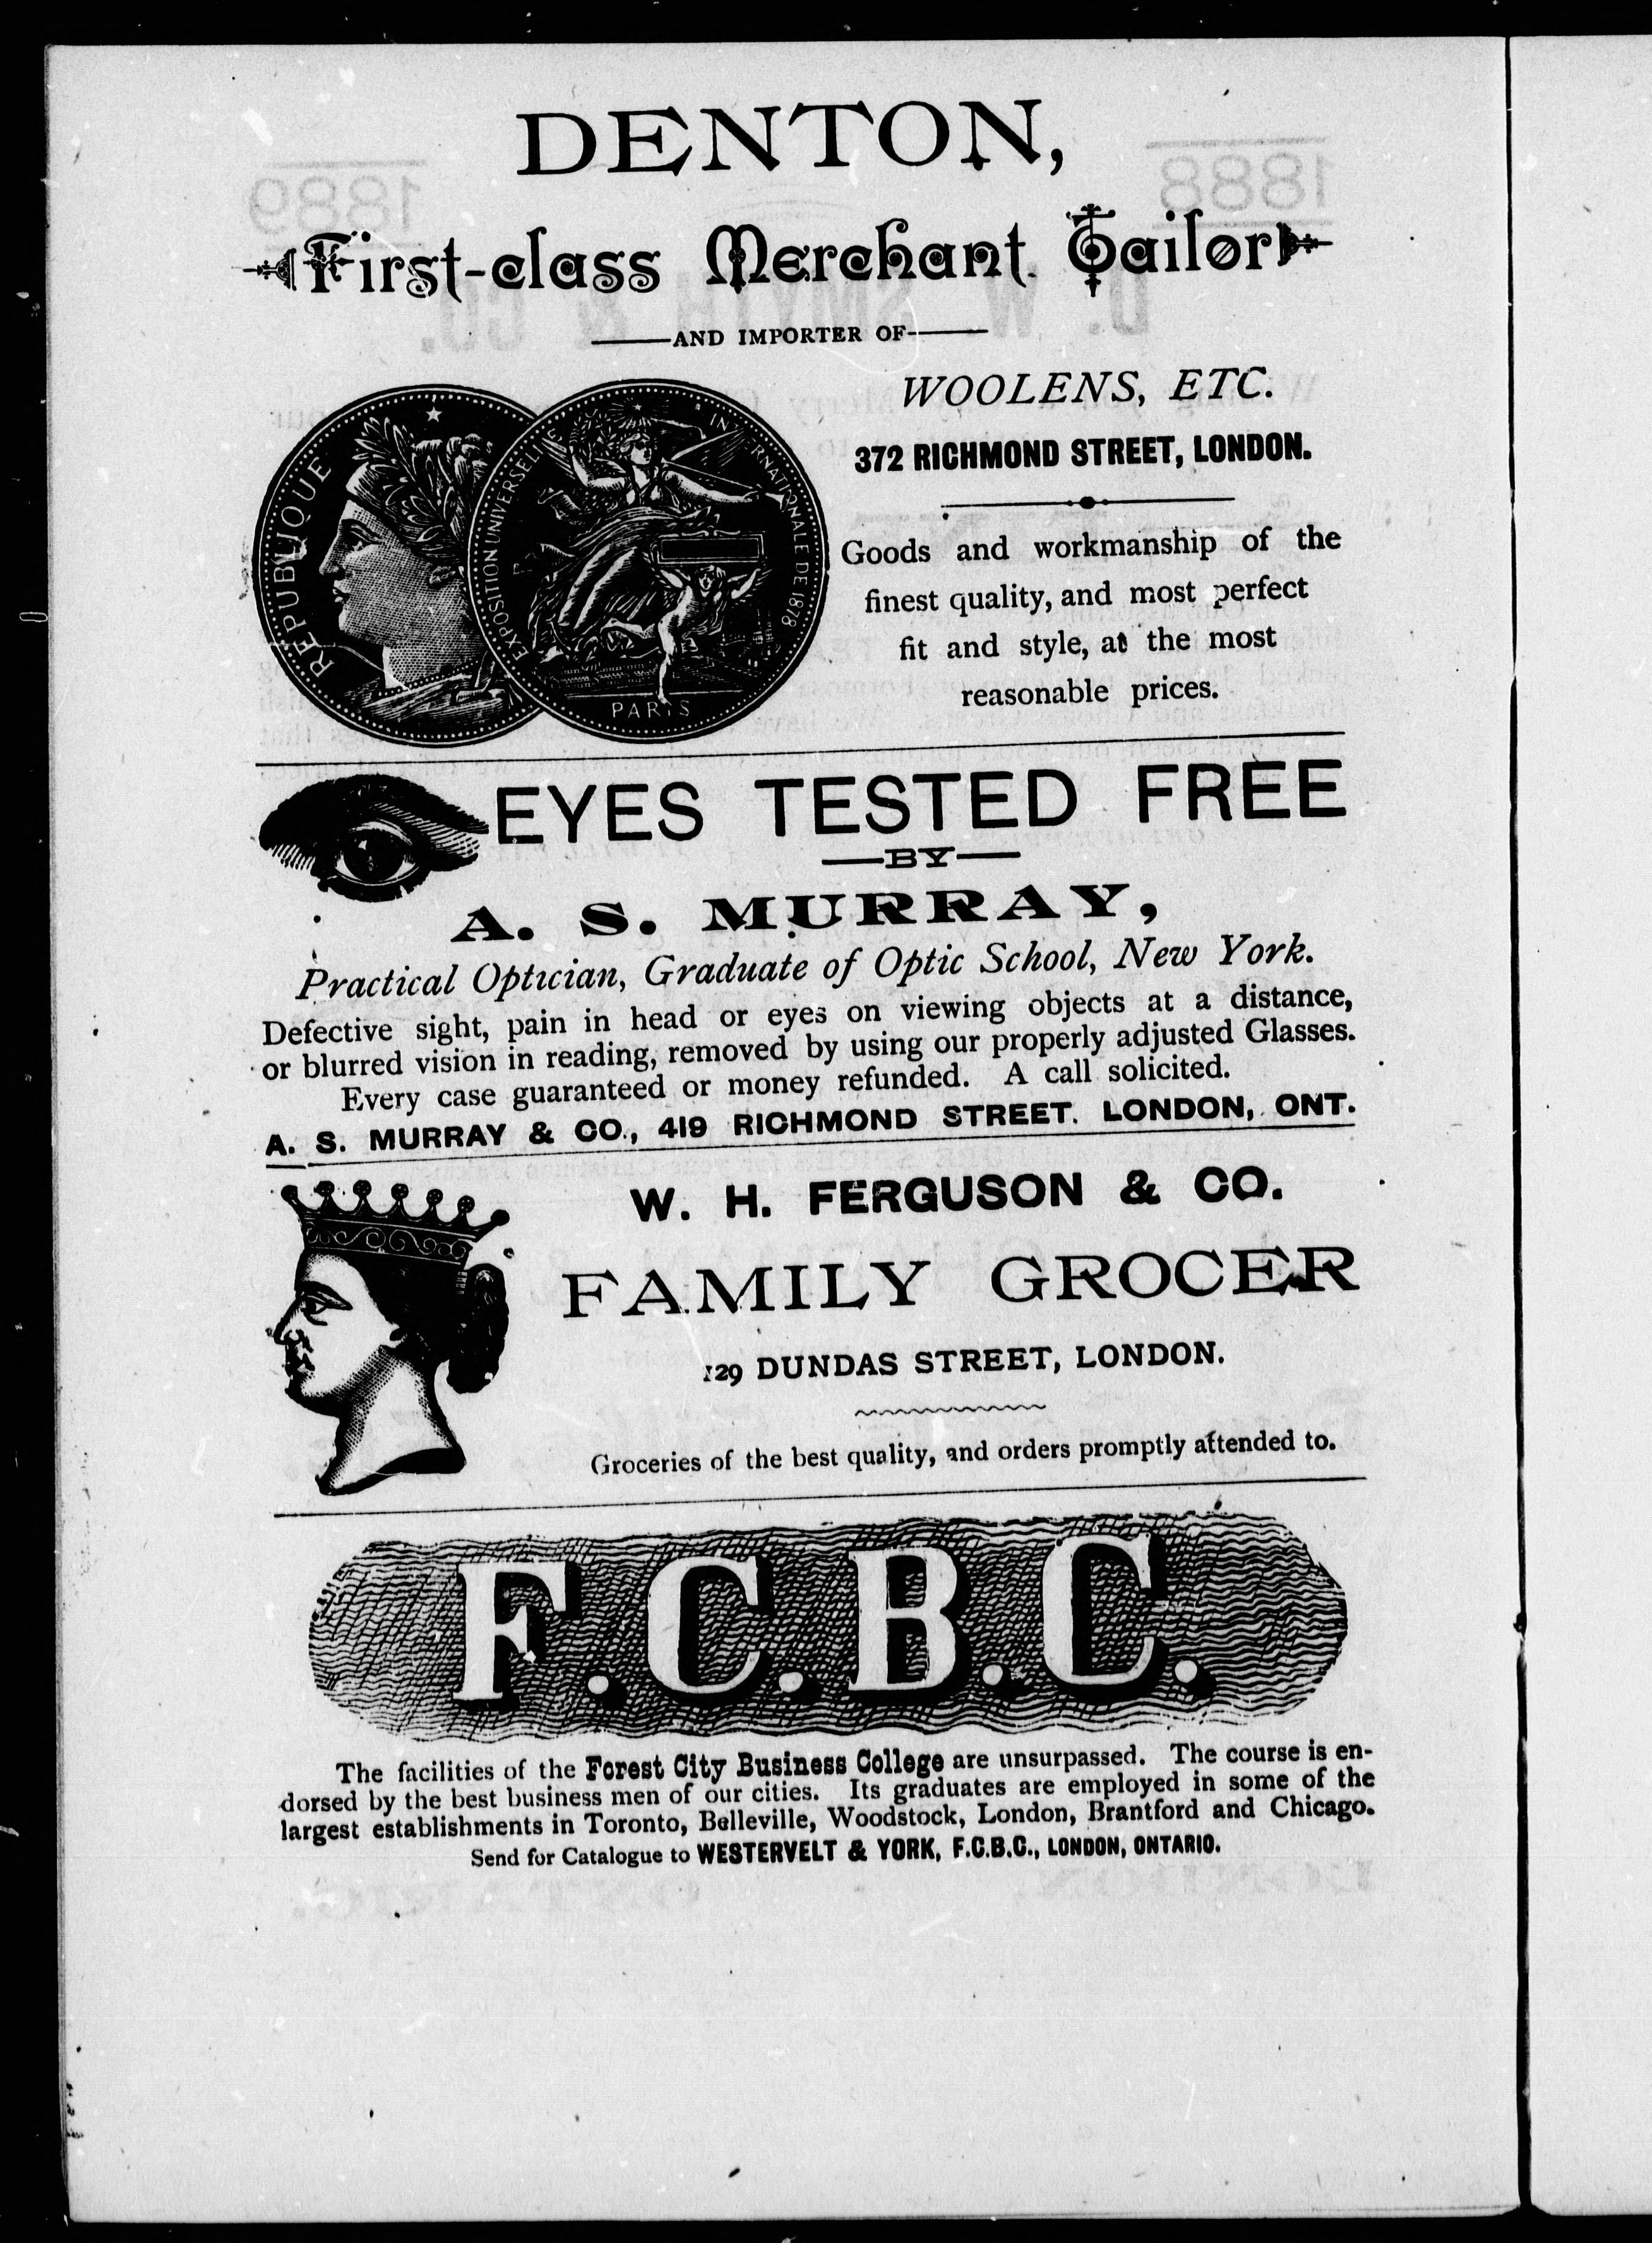 DENTON,
First-class Merchant Tailor
AND IMPORTER OF
WOOLENS, ETC.
372 RICHMOND STREET, LONDON.
REPUBLIQUE
EXPOSITION UNIVERSELLE INTERNATIONALE DE 1878
PARIS
Goods and workmanship of the
finest quality, and most perfect
fit and style, at the most
reasonable prices.
EYES TESTED FREE
BY
A. S. MURRAY,
Practical Optician, Graduate of Optic School, New York.
Defective sight, pain in head or eyes on viewing objects at a distance,
or blurred vision in reading, removed by using our properly adjusted Glasses.
Every case guaranteed or money refunded. A call solicited.
A. S. MURRAY & CO., 419 RICHMOND STREET. LONDON, ONT.
W. H. FERGUSON & CO.
FAMILY GROCER
129 DUNDAS STREET, LONDON.
Groceries of the best quality, and orders promptly attended to.
F.C.B.C.
The facilities of the Forest City Business College are unsurpassed. The course is en-
dorsed by the best business men of our cities. Its graduates are employed in some of the
largest establishments in Toronto, Belleville, Woodstock, London, Brantford and Chicago.
Send for Catalogue to WESTERVELT & YORK, F.C.B.C., LONDON, ONTARIO.